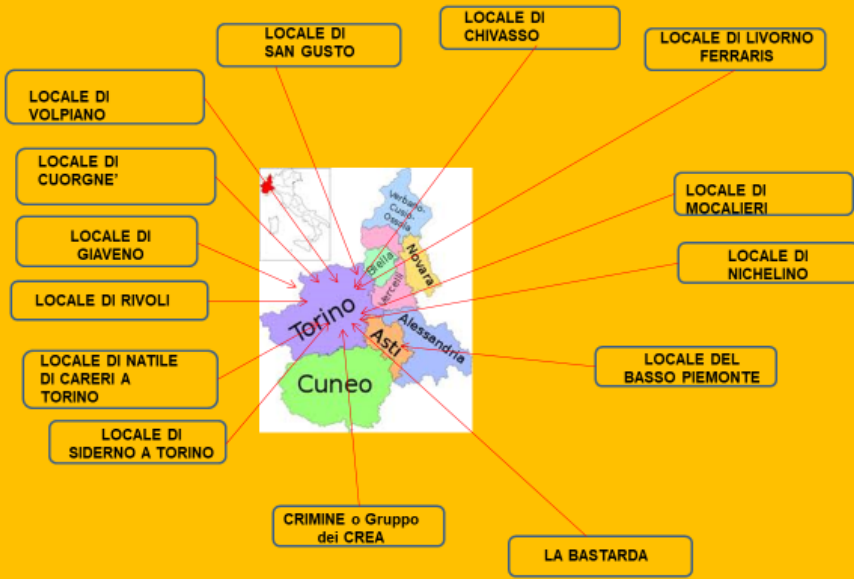 LOCALE DI
SAN GUSTO
LOCALE DI
CHIVASSO
LOCALE DI LIVORNO
FERRARIS
LOCALE DI
VOLPIANO
LOCALE DI
CUORGNE’
LOCALE DI
GIAVENO
LOCALE DI RIVOLI
LOCALE DI NATILE
DI CARERI A
TORINO
LOCALE DI
SIDERNO A TORINO
Verbano-
Cusio-
Ossola
Biella
Novara
Vercelli
Torino
Asti
Alessandria
Cuneo
LOCALE DI
MOCALIERI
LOCALE DI
NICHELINO
LOCALE DEL
BASSO PIEMONTE
CRIMINE o Gruppo
dei CREA
LA BASTARDA